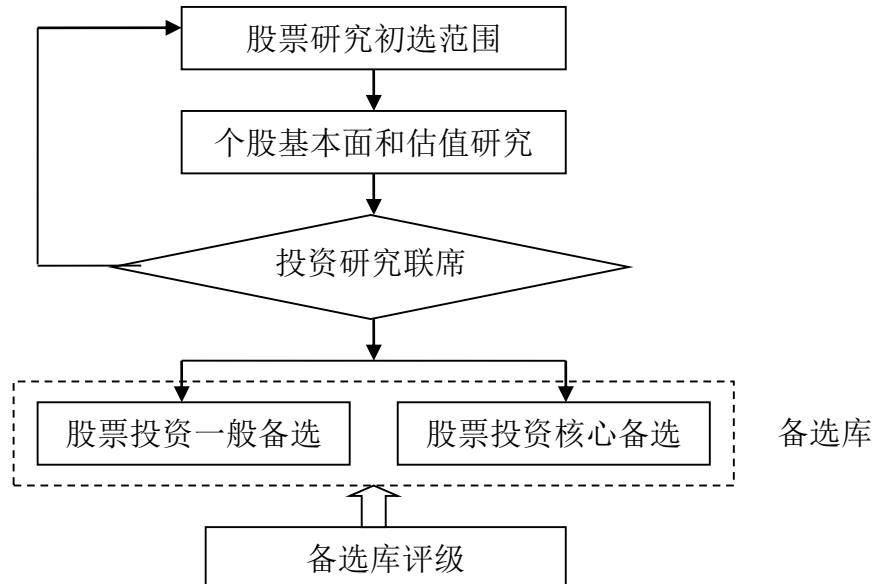 股票研究初选范围
个股基本面和估值研究
投资研究联席
股票投资一般备选
股票投资核心备选
备选库
备选库评级